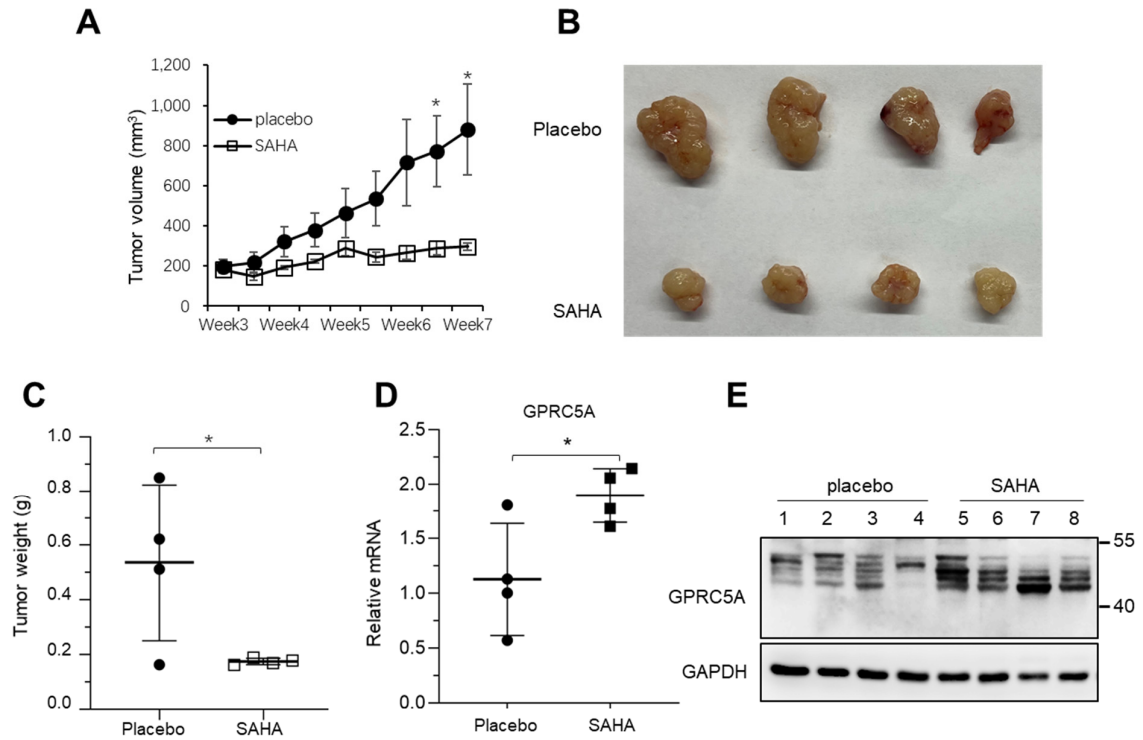 A
1,200
1,000
800
600
400
200
0
Tumor volume (mm³)
placebo
SAHA
* *
Week3 Week4 Week5 Week6 Week7
B
Placebo
SAHA
C
1.0
0.8
0.6
0.4
0.2
0.0
Tumor weight (g)
*
Placebo SAHA
D
GPRC5A
2.5
2.0
1.5
1.0
0.5
0.0
Relative mRNA
*
Placebo SAHA
E
placebo SAHA
1 2 3 4 5 6 7 8
55
GPRC5A
40
GAPDH